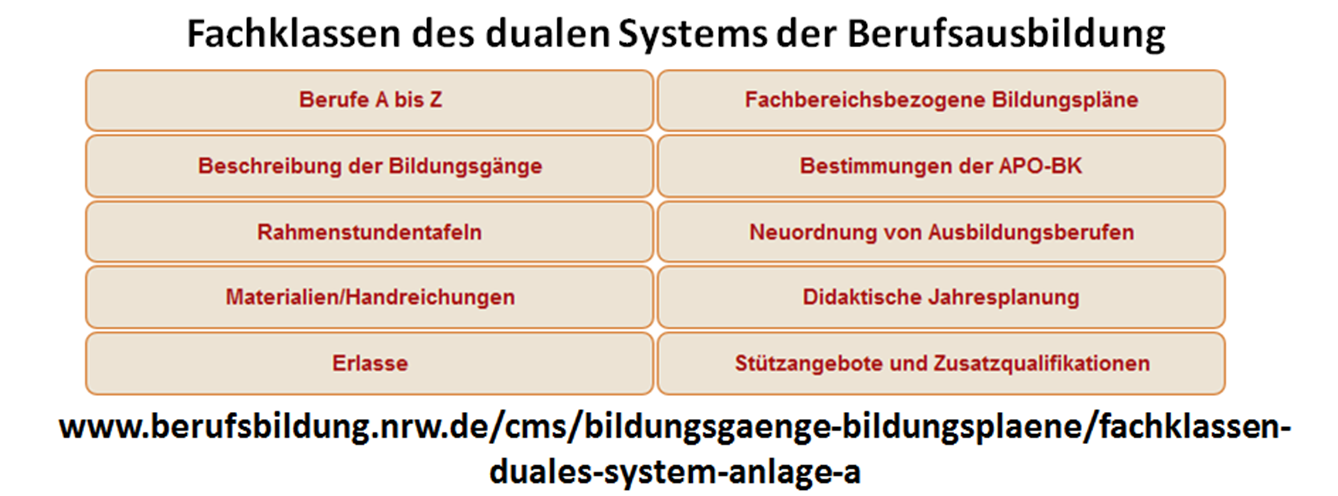 Fachklassen des dualen Systems der Berufsausbildung
Berufe A bis Z
Fachbereichsbezogene Bildungspläne
Beschreibung der Bildungsgänge
Bestimmungen der APO-BK
Rahmenstundentafeln
Neuordnung von Ausbildungsberufen
Materialien/Handreichungen
Didaktische Jahresplanung
Erlasse
Stützangebote und Zusatzqualifikationen
www.berufsbildung.nrw.de/cms/bildungsgaenge-bildungsplaene/fachklassen-
duales-system-anlage-a